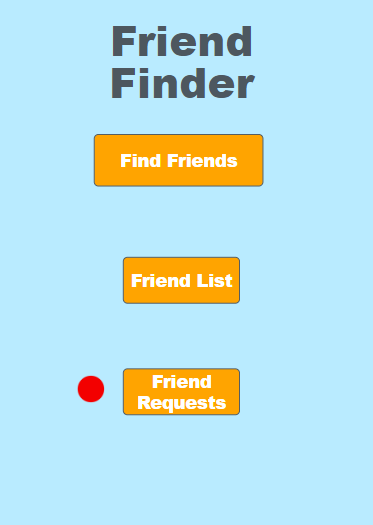 Friend
Finder
Find Friends
Friend List
Friend
Requests